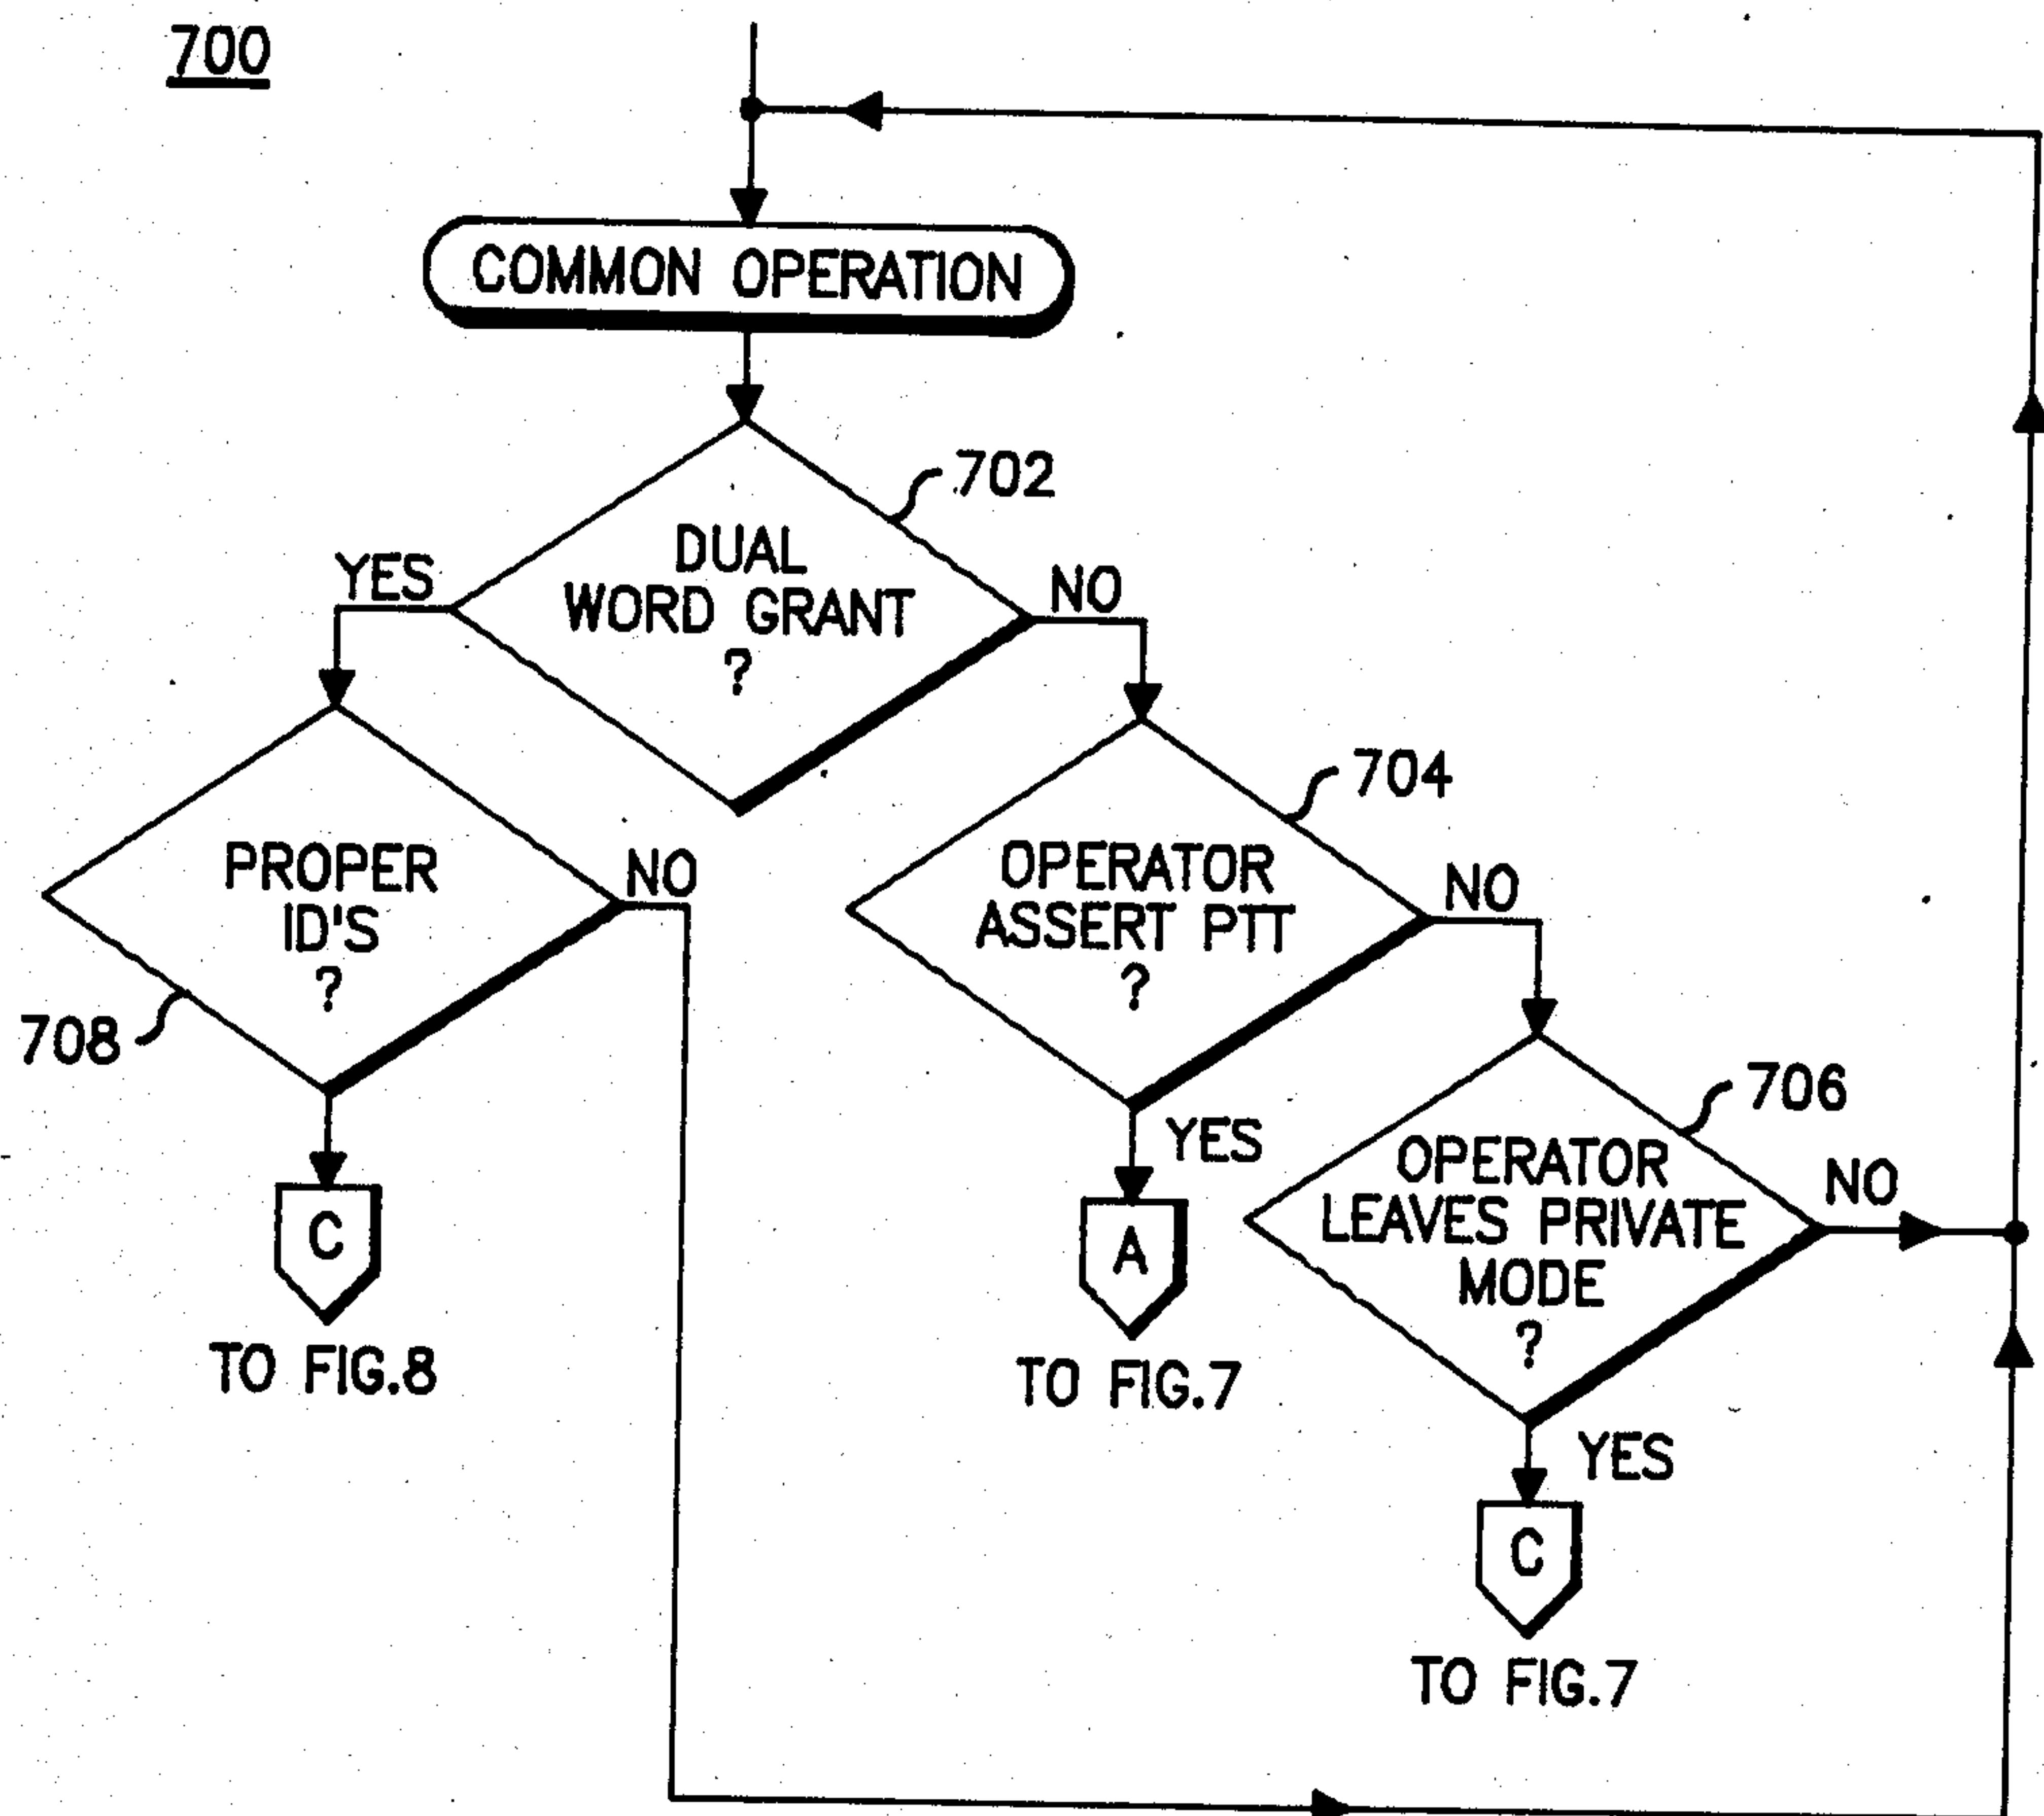 700
COMMON OPERATION
702
DUAL
WORD GRANT
?
YES
NO
704
PROPER
ID'S
?
NO
708
OPERATOR
ASSERT PTT
?
NO
YES
706
OPERATOR
LEAVES PRIVATE
MODE
?
NO
YES
C
TO FIG.8
A
TO FIG.7
C
TO FIG.7